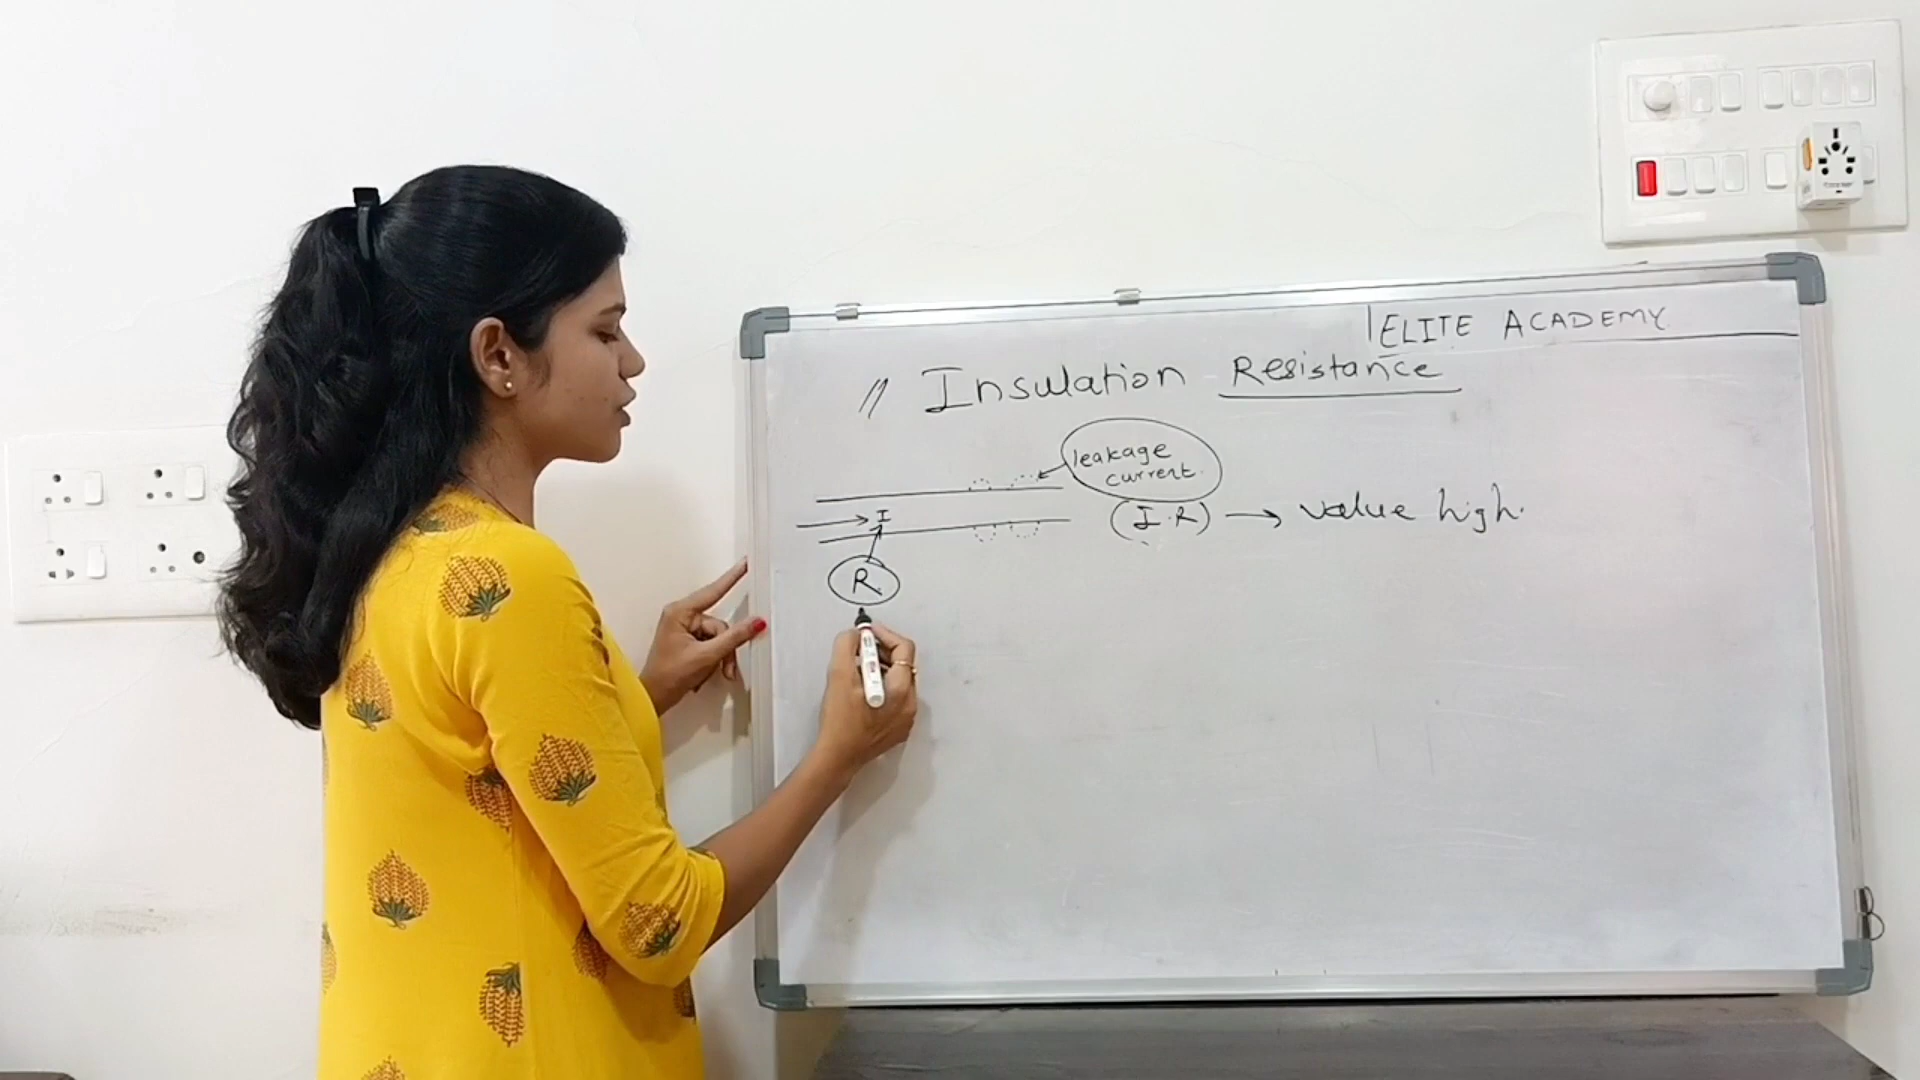 ELITE ACADEMY
// Insulation Resistance
leakage
current.
I
(I.R) → value high.
R